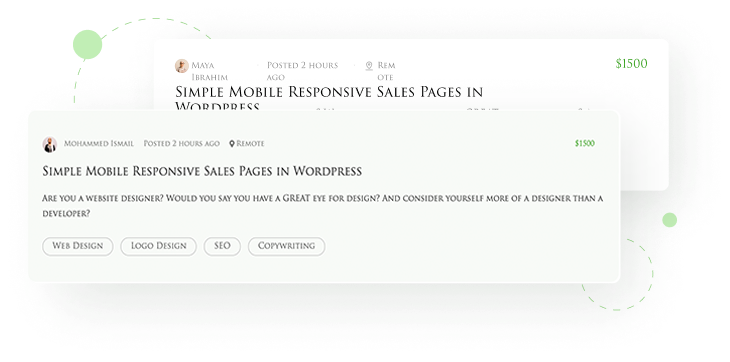 Maya Ibrahim
Posted 2 hours ago
Remote
$1500
Simple Mobile Responsive Sales Pages in
Wordpress
Mohammed Ismail
Posted 2 hours ago
Remote
$1500
Simple Mobile Responsive Sales Pages in Wordpress
Are you a website designer? Would you say you have a GREAT eye for design? And consider yourself more of a designer than a
developer?
Web Design
Logo Design
SEO
Copywriting